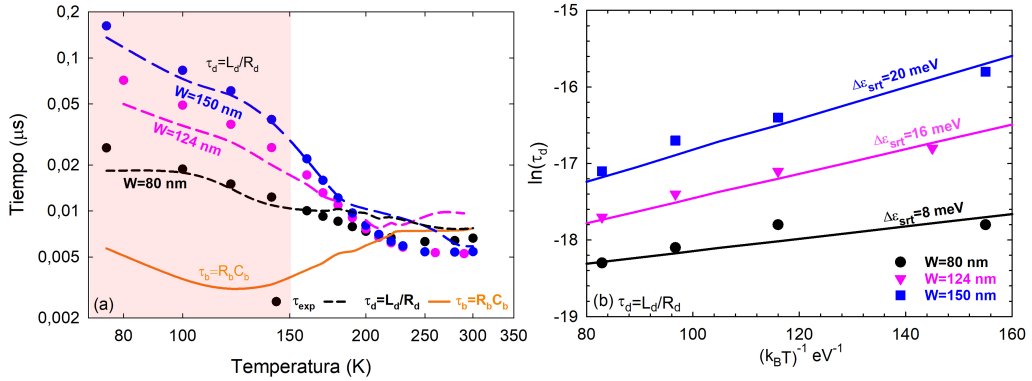 0,2
0,1
0,05
0,02
0,01
0,005
0,002
Tiempo (μs)
τd=Ld/Rd
W=150 nm
W=124 nm
W=80 nm
τb=RbCb
(a)
τexp
τd=Ld/Rd
τb=RbCb
80
100
150
200
250
300
350
Temperatura (K)
-15
-16
-17
-18
-19
ln(τd)
Δεsrt=20 meV
Δεsrt=16 meV
Δεsrt=8 meV
W=80 nm
W=124 nm
W=150 nm
(b) τd=Ld/Rd
80
100
120
140
160
(kBT)⁻¹ eV⁻¹